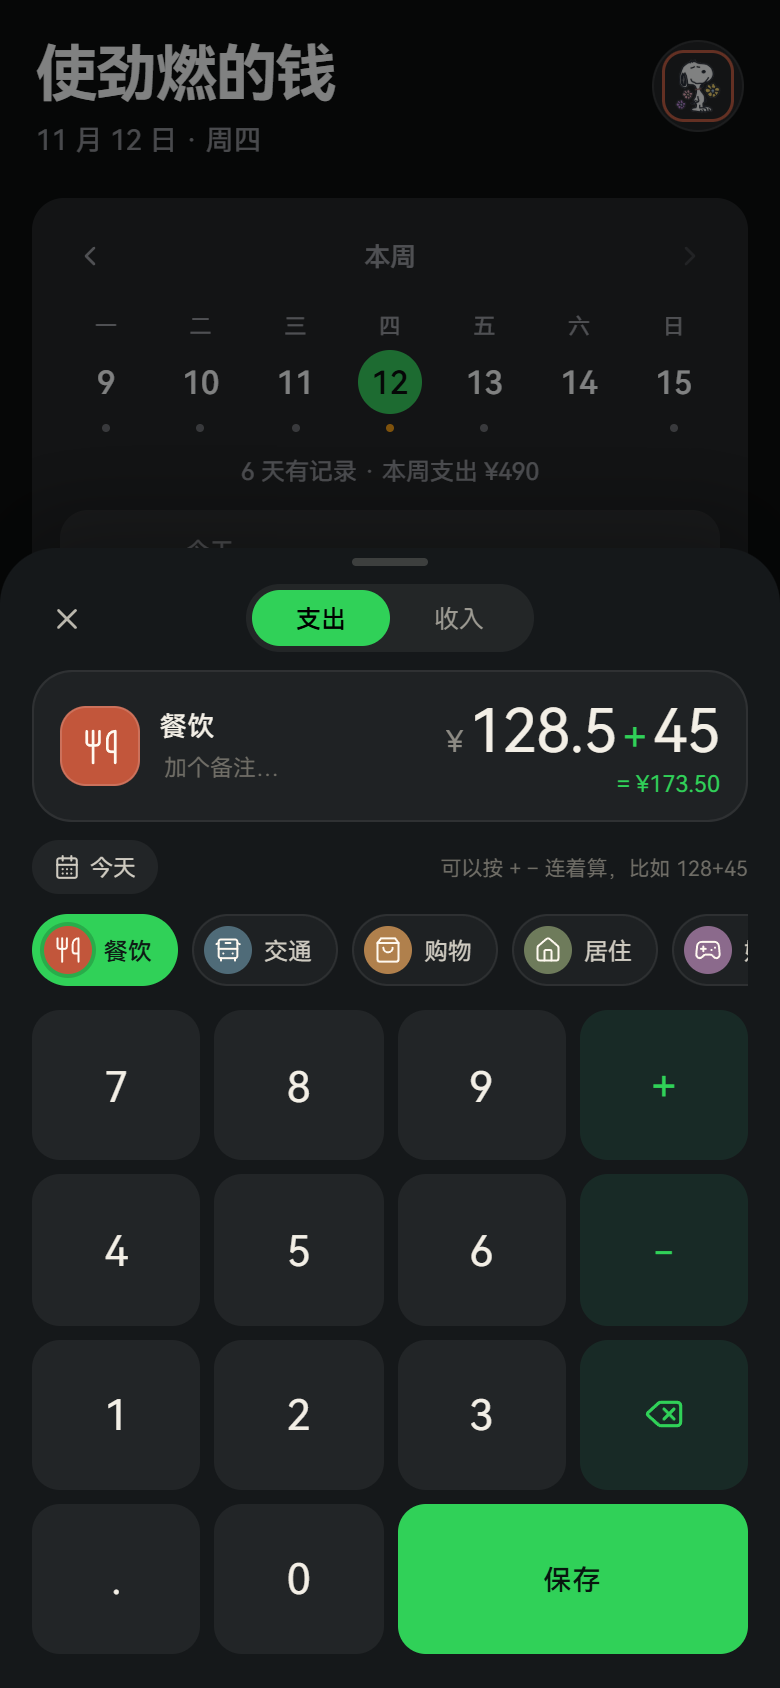 使劲燃的钱
11 月 12 日 · 周四
本周
一 二 三 四 五 六 日
9 10 11 12 13 14 15
6 天有记录 · 本周支出 ¥490
支出 收入
餐饮
¥ 128.5+45
加个备注...
= ¥173.50
今天
可以按 + − 连着算，比如 128+45
餐饮 交通 购物 居住
7 8 9 +
4 5 6 −
1 2 3
. 0 保存